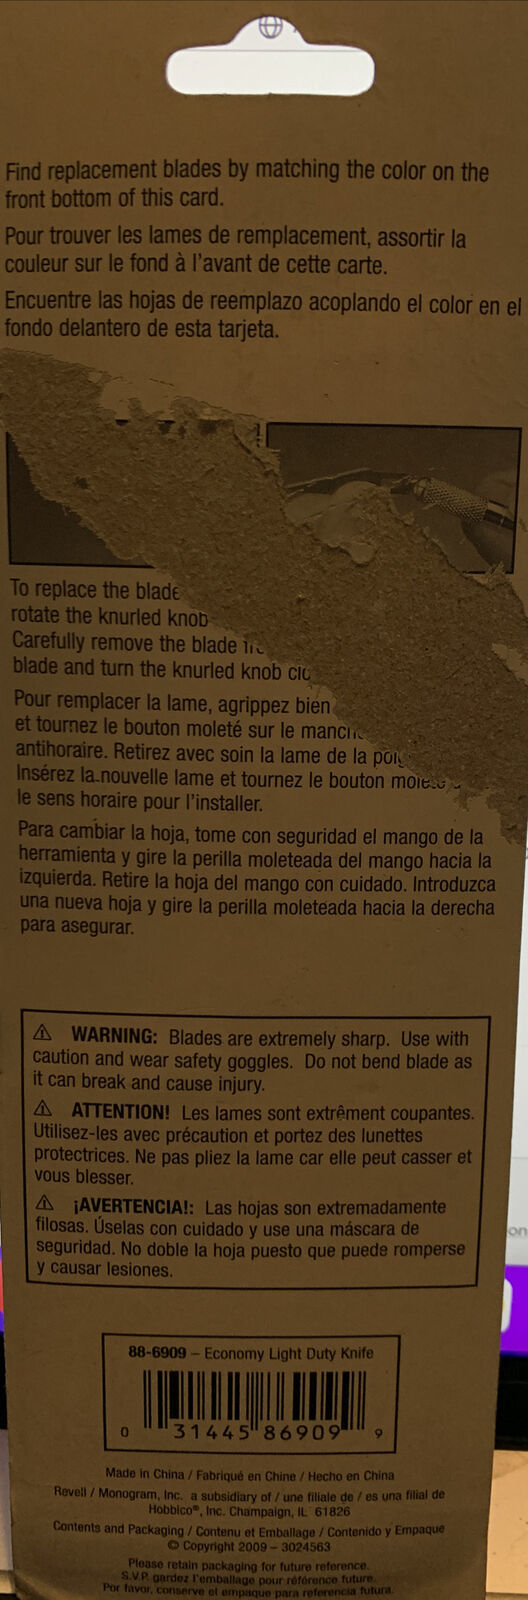 Find replacement blades by matching the color on the
front bottom of this card.
Pour trouver les lames de remplacement, assortir la
couleur sur le fond à l'avant de cette carte.
Encuentre las hojas de reemplazo acoplando el color en el
fondo delantero de esta tarjeta.
To replace the blade
rotate the knurled knob
Carefully remove the blade
blade and turn the knurled knob
Pour remplacer la lame, agrippez bien
et tournez le bouton moleté sur le
antihoraire. Retirez avec soin la lame de la
Insérez la nouvelle lame et tournez le bouton
le sens horaire pour l'installer.
Para cambiar la hoja, tome con seguridad el mango de la
herramienta y gire la perilla moleteada del mango hacia la
izquierda. Retire la hoja del mango con cuidado. Introduzca
una nueva hoja y gire la perilla moleteada hacia la derecha
para asegurar.
⚠ WARNING: Blades are extremely sharp. Use with
caution and wear safety goggles. Do not bend blade as
it can break and cause injury.
⚠ ATTENTION! Les lames sont extrêment coupantes.
Utilisez-les avec précaution et portez des lunettes
protectrices. Ne pas pliez la lame car elle peut casser et
vous blesser.
⚠ ¡AVERTENCIA!: Las hojas son extremadamente
filosas. Úselas con cuidado y use una máscara de
seguridad. No doble la hoja puesto que puede romperse
y causar lesiones.
88-6909 – Economy Light Duty Knife
0 31445 86909 9
Made in China / Fabriqué en Chine / Hecho en China
Revell / Monogram, Inc. a subsidiary of / une filiale de / es una filial de
Hobbico®, Inc. Champaign, IL 61826
Contents and Packaging / Contenu et Emballage / Contenido y Empaque
© Copyright 2009 – 3024563
Please retain packaging for future reference.
S.V.P. gardez l'emballage pour référence future.
Por favor, conserve el empaque para referencia futura.